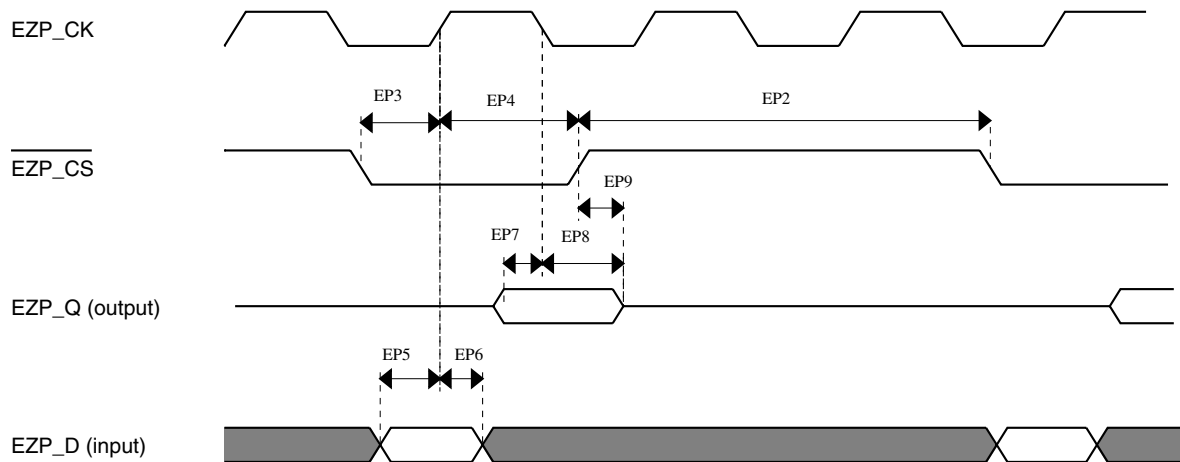 EZP_CK
EP3
EP4
EP2
EZP_CS
EP9
EP7
EP8
EZP_Q (output)
EP5
EP6
EZP_D (input)